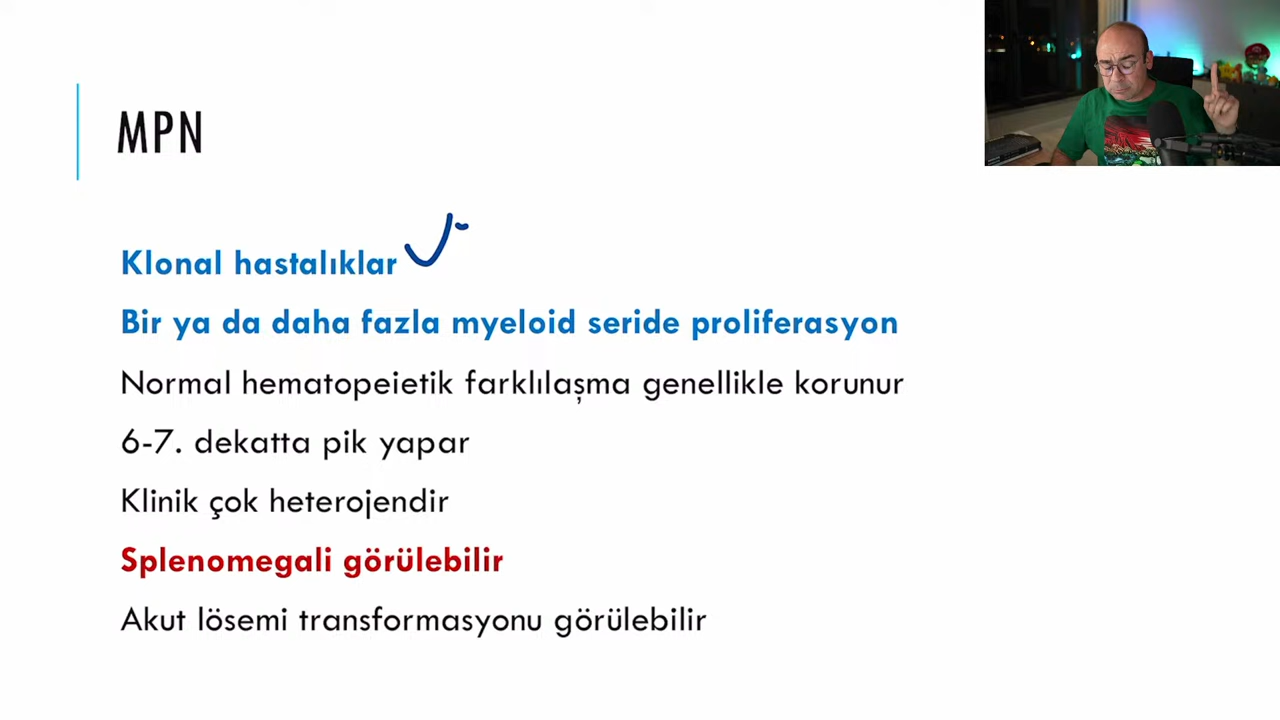 MPN
Klonal hastalıklar
Bir ya da daha fazla myeloid seride proliferasyon
Normal hematopeietik farklılaşma genellikle korunur
6-7. dekatta pik yapar
Klinik çok heterojendir
Splenomegali görülebilir
Akut lösemi transformasyonu görülebilir